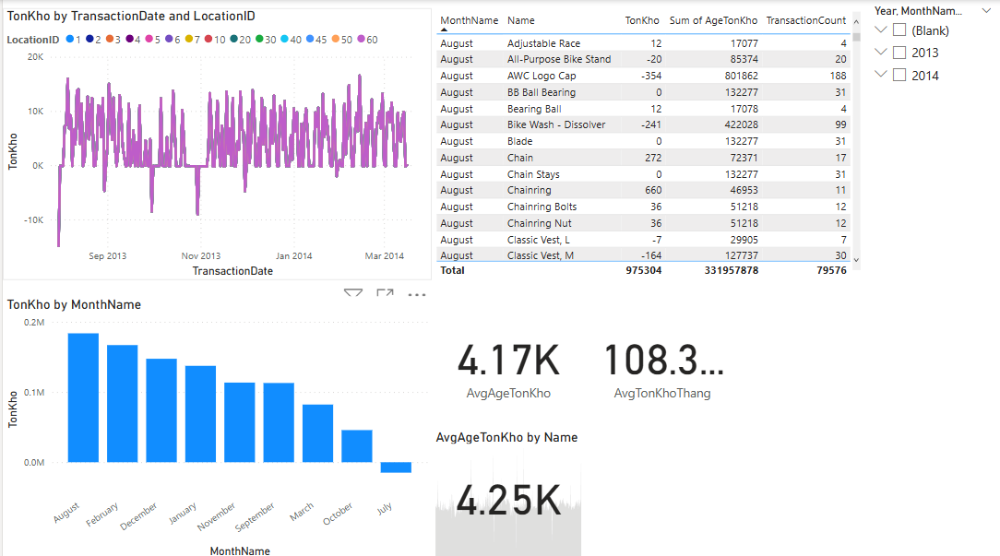 TonKho by TransactionDate and LocationID
LocationID 1 2 3 4 5 6 7 10 20 30 40 45 50 60
20K
10K
0K
-10K
TonKho
Sep 2013 Nov 2013 Jan 2014 Mar 2014
TransactionDate
MonthName Name TonKho Sum of AgeTonKho TransactionCount
August Adjustable Race 12 17077 4
August All-Purpose Bike Stand -20 85374 20
August AWC Logo Cap -354 801862 188
August BB Ball Bearing 0 132277 31
August Bearing Ball 12 17078 4
August Bike Wash - Dissolver -241 422028 99
August Blade 0 132277 31
August Chain 272 72371 17
August Chain Stays 0 132277 31
August Chainring 660 46953 11
August Chainring Bolts 36 51218 12
August Chainring Nut 36 51218 12
August Classic Vest, L -7 29905 7
August Classic Vest, M -164 127737 30
Total 975304 331957878 79576
Year, MonthNam...
(Blank)
2013
2014
TonKho by MonthName
0.2M
0.1M
0.0M
TonKho
August February December January November September March October July
MonthName
4.17K
AvgAgeTonKho
108.3...
AvgTonKhoThang
AvgAgeTonKho by Name
4.25K